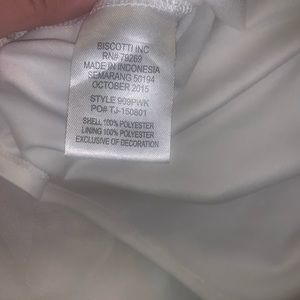 BISCOTTI INC
RN# 79269
MADE IN INDONESIA
SEMARANG 50194
OCTOBER 2015
STYLE 909PWK
PO# TJ-150801
SHELL 100% POLYESTER
LINING 100% POLYESTER
EXCLUSIVE OF DECORATION